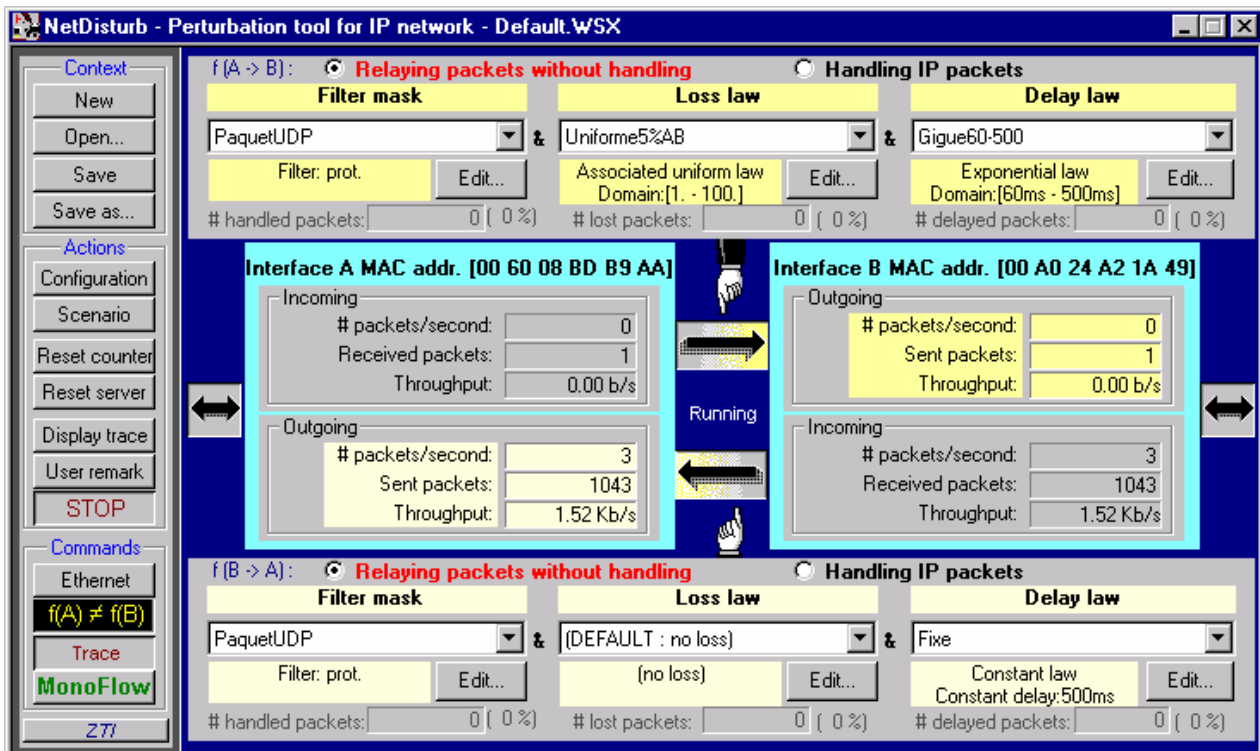 NetDisturb - Perturbation tool for IP network - Default.WSX
Context
New
Open...
Save
Save as...
Actions
Configuration
Scenario
Reset counter
Reset server
Display trace
User remark
STOP
Commands
Ethernet
f(A) ≠ f(B)
Trace
MonoFlow
ZTI
f (A -> B) : Relaying packets without handling Handling IP packets
Filter mask Loss law Delay law
PaquetUDP & Uniforme5%AB & Gigue60-500
Filter: prot. Edit... Associated uniform law Edit... Exponential law Edit...
Domain:[1. - 100.] Domain:[60ms - 500ms]
# handled packets: 0 ( 0 %) # lost packets: 0 ( 0 %) # delayed packets: 0 ( 0 %)
Interface A MAC addr. [00 60 08 BD B9 AA]
Incoming
# packets/second: 0
Received packets: 1
Throughput: 0.00 b/s
Outgoing
# packets/second: 3
Sent packets: 1043
Throughput: 1.52 Kb/s
Running
Interface B MAC addr. [00 A0 24 A2 1A 49]
Outgoing
# packets/second: 0
Sent packets: 1
Throughput: 0.00 b/s
Incoming
# packets/second: 3
Received packets: 1043
Throughput: 1.52 Kb/s
f (B -> A) : Relaying packets without handling Handling IP packets
Filter mask Loss law Delay law
PaquetUDP & (DEFAULT : no loss) & Fixe
Filter: prot. Edit... (no loss) Edit... Constant law Edit...
Constant delay:500ms
# handled packets: 0 ( 0 %) # lost packets: 0 ( 0 %) # delayed packets: 0 ( 0 %)